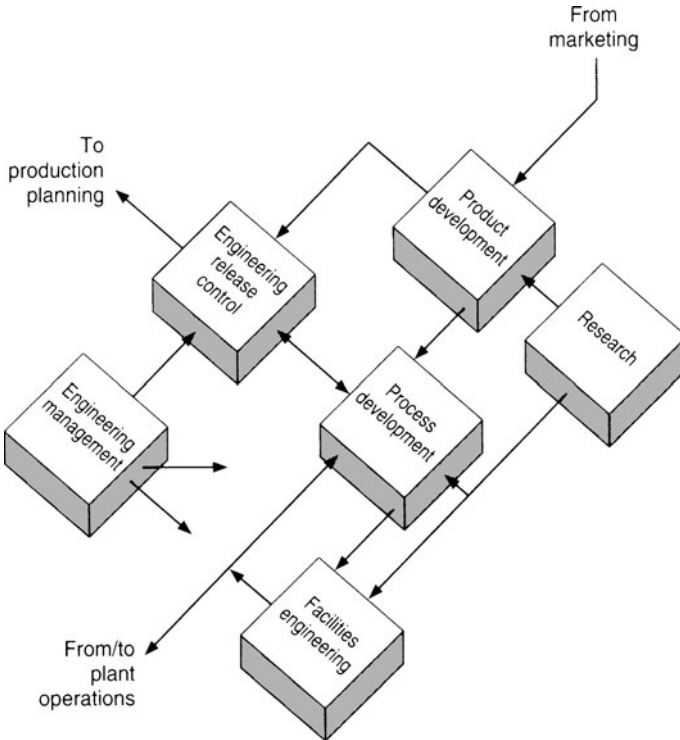 From
marketing
To
production
planning
Product
development
Engineering
release
control
Research
Engineering
management
Process
development
Facilities
engineering
From/to
plant
operations